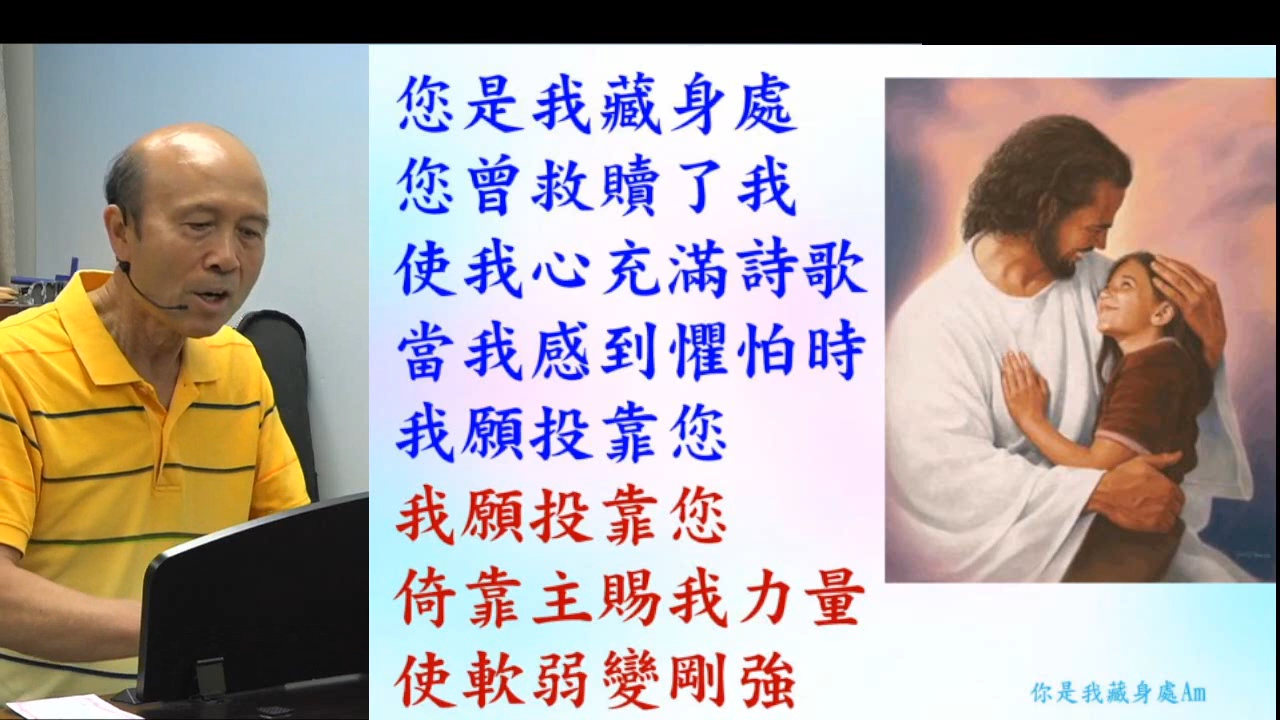 您是我藏身處
您曾救贖了我
使我心充滿詩歌
當我感到懼怕時
我願投靠您
我願投靠您
倚靠主賜我力量
使軟弱變剛強
你是我藏身處Am